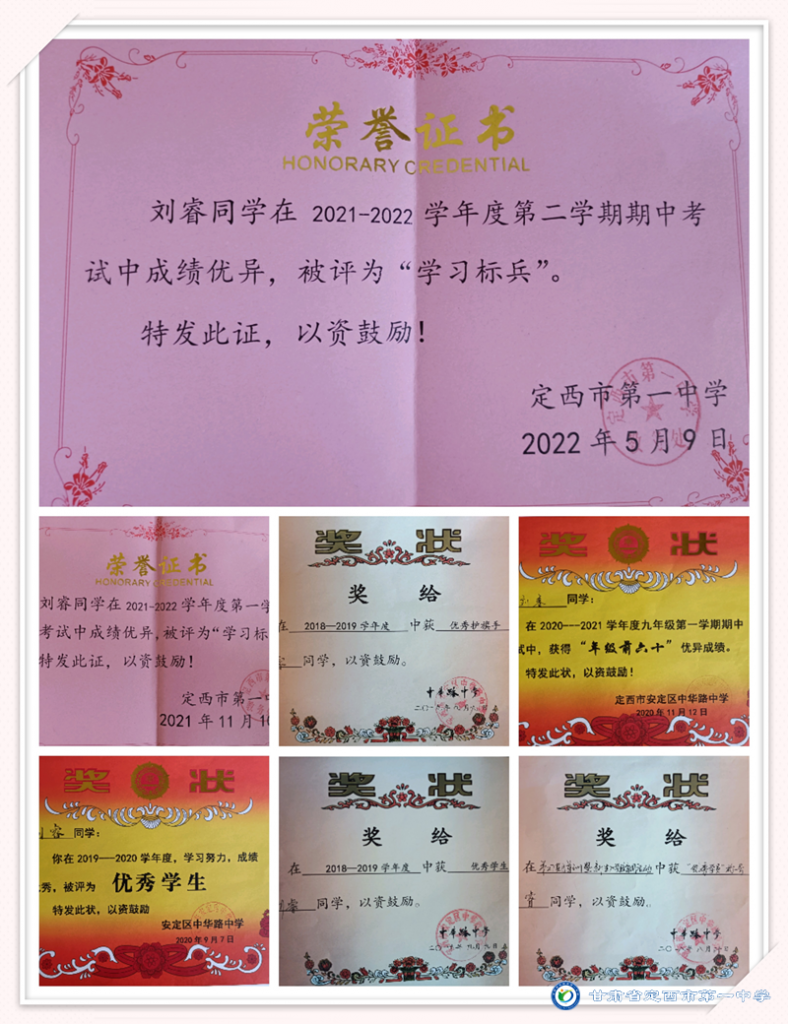 荣誉证书
HONORARY CREDENTIAL
刘睿同学在 2021-2022 学年度第二学期期中考
试中成绩优异，被评为“学习标兵”。
特发此证，以资鼓励！
定西市第一中学
2022 年 5 月 9 日
荣誉证书
HONORARY CREDENTIAL
刘睿同学在 2021-2022 学年度第一学
考试中成绩优异，被评为“学习标
特发此证，以资鼓励！
定西市第一中
2021 年 11 月 10
奖 状
奖 给
在 2018—2019学年度 中获 优秀护旗手
同学，以资鼓励。
中华路中学
奖 状
同学：
在 2020---2021 学年度九年级第一学期期中
试中，获得“年级前六十”优异成绩。
特发此状，以资鼓励！
定西市安定区中华路中学
2020 年 11 月 12 日
奖 状
睿 同学：
你在 2019---2020 学年度，学习努力，成绩
优秀，被评为 优秀学生
特发此状，以资鼓励
安定区中华路中学
2020 年 9 月 7 日
奖 状
奖 给
在 2018—2019学年度 中获 优秀学生
睿 同学，以资鼓励。
中华路中学
奖 状
奖 给
在 中获
同学，以资鼓励。
中华路中学
甘肃省定西市第一中学